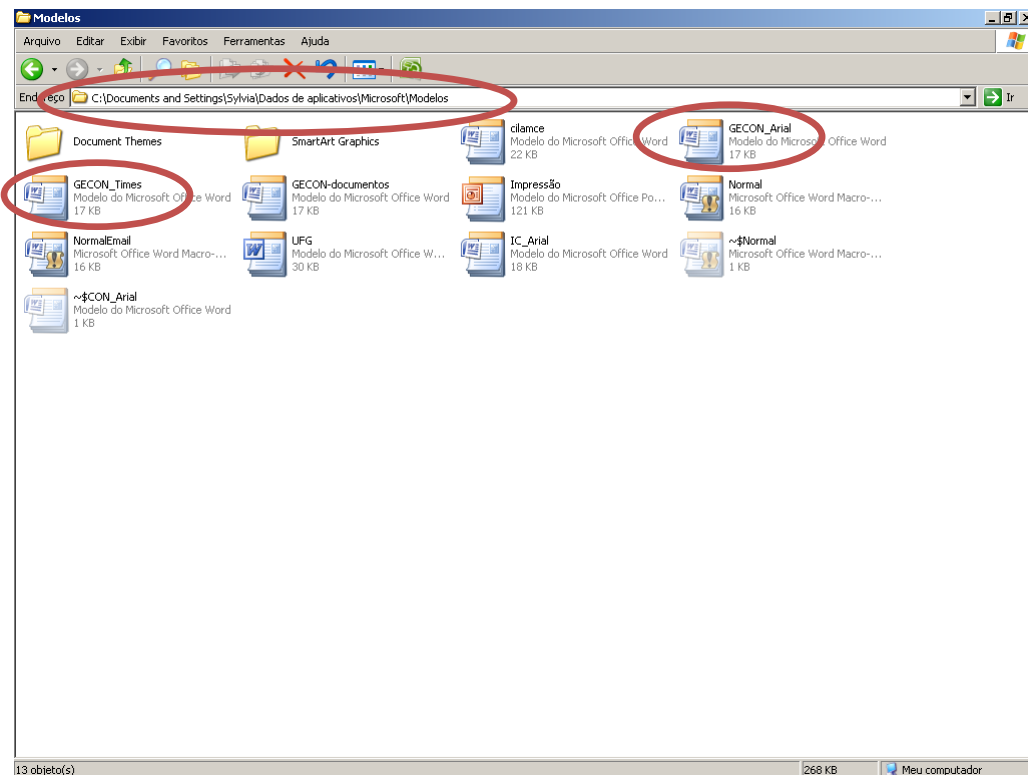 Modelos
Arquivo Editar Exibir Favoritos Ferramentas Ajuda
C:\Documents and Settings\Sylvia\Dados de aplicativos\Microsoft\Modelos
Ir
Document Themes
SmartArt Graphics
cilamce
Modelo do Microsoft Office Word
22 KB
GECON_Arial
Modelo do Microsoft Office Word
17 KB
GECON_Times
Modelo do Microsoft Office Word
17 KB
GECON-documentos
Modelo do Microsoft Office Word
17 KB
Impressão
Modelo do Microsoft Office Po...
121 KB
Normal
Microsoft Office Word Macro-...
16 KB
NormalEmail
Microsoft Office Word Macro-...
16 KB
UFG
Modelo do Microsoft Office W...
30 KB
IC_Arial
Modelo do Microsoft Office Word
18 KB
~$Normal
Microsoft Office Word Macro-...
1 KB
~$CON_Arial
Modelo do Microsoft Office Word
1 KB
13 objeto(s) 268 KB Meu computador